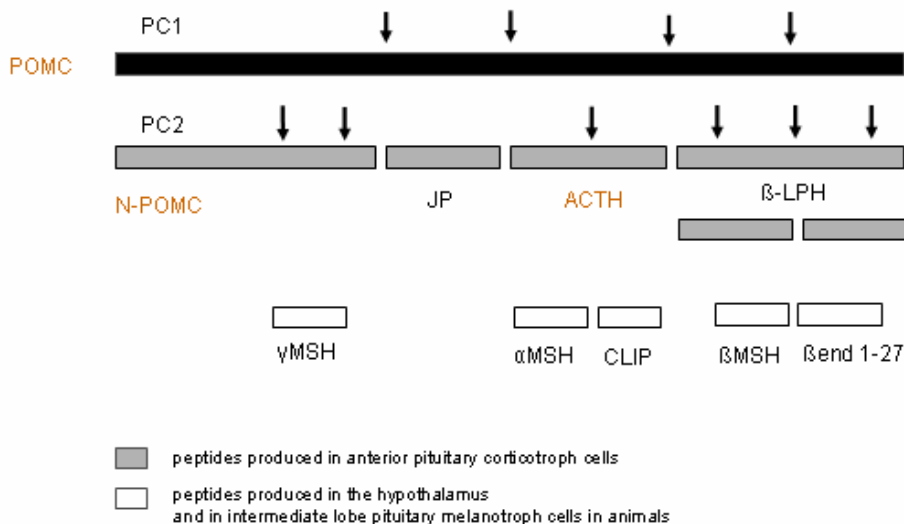 PC1
POMC
PC2
N-POMC JP ACTH ß-LPH
γMSH αMSH CLIP ßMSH ßend 1-27
peptides produced in anterior pituitary corticotroph cells
peptides produced in the hypothalamus
and in intermediate lobe pituitary melanotroph cells in animals